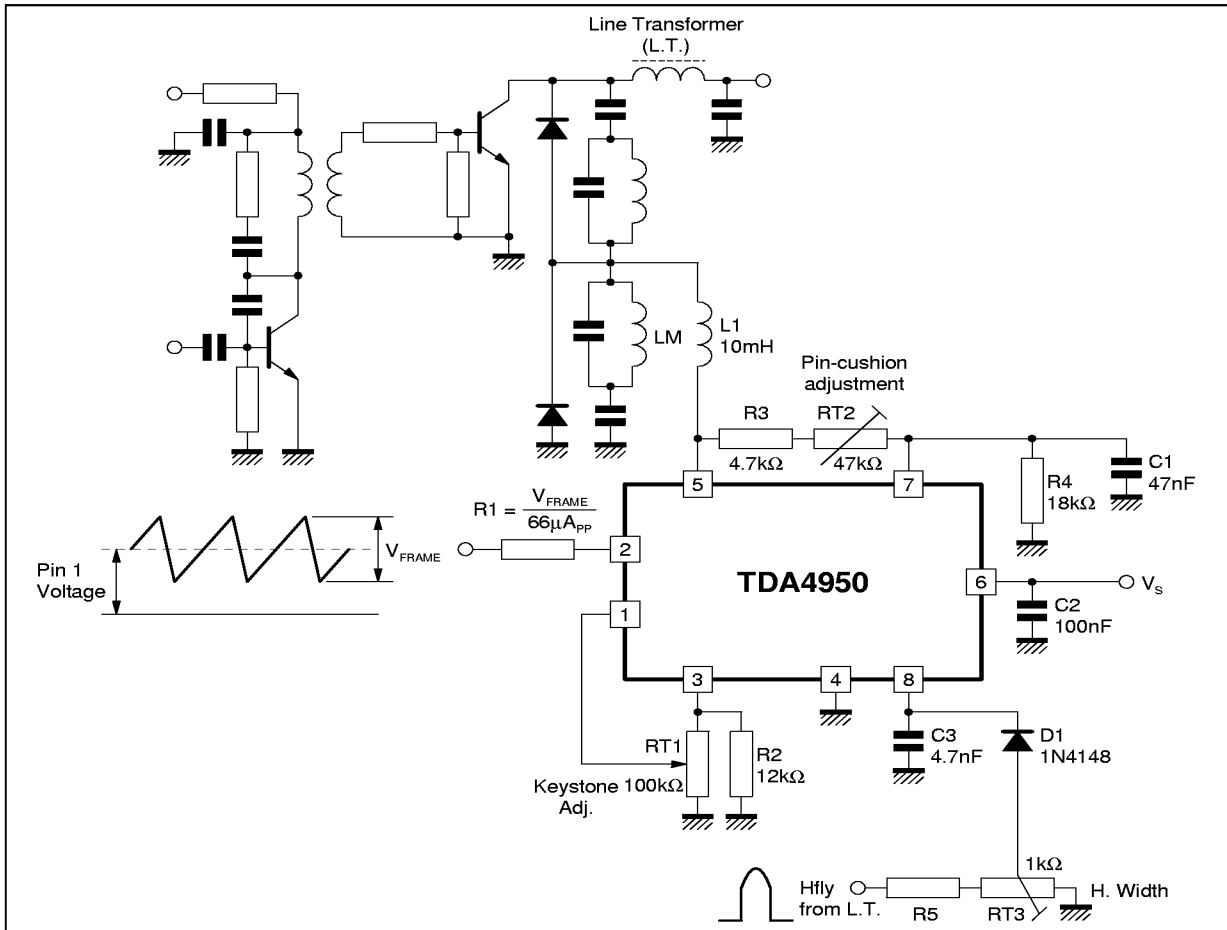 Line Transformer
(L.T.)
LM
L1
10mH
Pin-cushion
adjustment
R3
RT2
4.7kΩ
47kΩ
R4
18kΩ
C1
47nF
5
7
R1 = V_FRAME / 66μA_PP
V_FRAME
Pin 1
Voltage
2
1
TDA4950
6
V_S
C2
100nF
3
4
8
RT1
R2
Keystone
100kΩ
12kΩ
Adj.
C3
4.7nF
D1
1N4148
1kΩ
Hfly
from L.T.
R5
RT3
H. Width